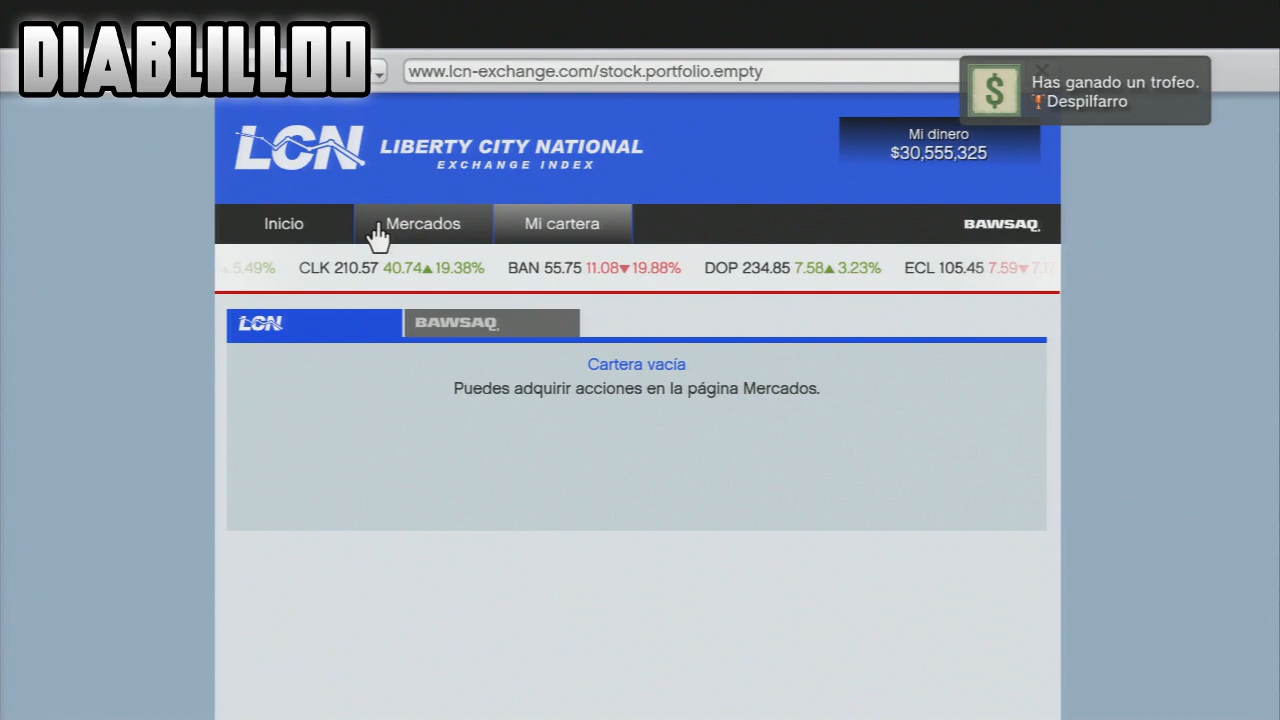 DIABLILLOO
www.lcn-exchange.com/stock.portfolio.empty
Has ganado un trofeo.
Despilfarro
LCN LIBERTY CITY NATIONAL
EXCHANGE INDEX
Mi dinero
$30,555,325
Inicio Mercados Mi cartera BAWSAQ
5.49% CLK 210.57 40.74▲19.38% BAN 55.75 11.08▼19.88% DOP 234.85 7.58▲3.23% ECL 105.45 7.59▼
LCN BAWSAQ
Cartera vacía
Puedes adquirir acciones en la página Mercados.